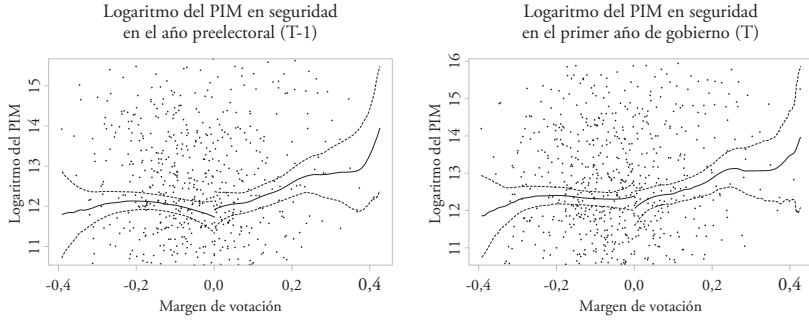 Logaritmo del PIM en seguridad
en el año preelectoral (T-1)
Logaritmo del PIM
15
14
13
12
11
-0,4
-0,2
0,0
0,2
0,4
Margen de votación
Logaritmo del PIM en seguridad
en el primer año de gobierno (T)
Logaritmo del PIM
16
15
14
13
12
11
-0,4
-0,2
0,0
0,2
0,4
Margen de votación